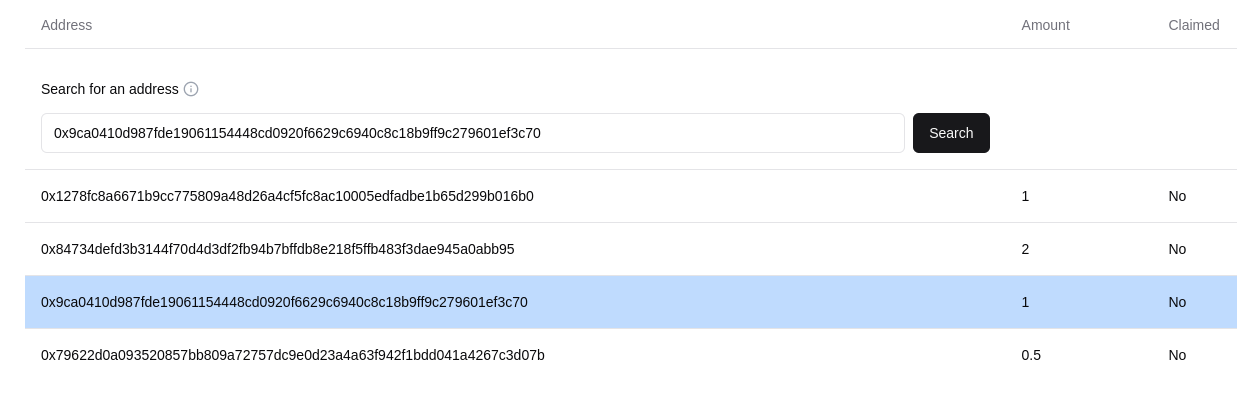 Address Amount Claimed
Search for an address
0x9ca0410d987fde19061154448cd0920f6629c6940c8c18b9ff9c279601ef3c70 Search
0x1278fc8a6671b9cc775809a48d26a4cf5fc8ac10005edfadbe1b65d299b016b0 1 No
0x84734defd3b3144f70d4d3df2fb94b7bffdb8e218f5ffb483f3dae945a0abb95 2 No
0x9ca0410d987fde19061154448cd0920f6629c6940c8c18b9ff9c279601ef3c70 1 No
0x79622d0a093520857bb809a72757dc9e0d23a4a63f942f1bdd041a4267c3d07b 0.5 No